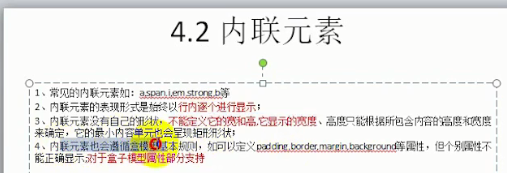 4.2 内联元素
1、常见的内联元素如：a,span,i,em,strong,b等
2、内联元素的表现形式是始终以行内逐个进行显示；
3、内联元素没有自己的形状，不能定义它的宽和高,它显示的宽度、高度只能根据所包含内容的高度和宽度
来确定，它的最小内容单元也会呈现矩形形状；
4、内联元素也会遵循盒模型基本规则，如可以定义padding,border,margin,background等属性，但个别属性不
能正确显示,对于盒子模型属性部分支持